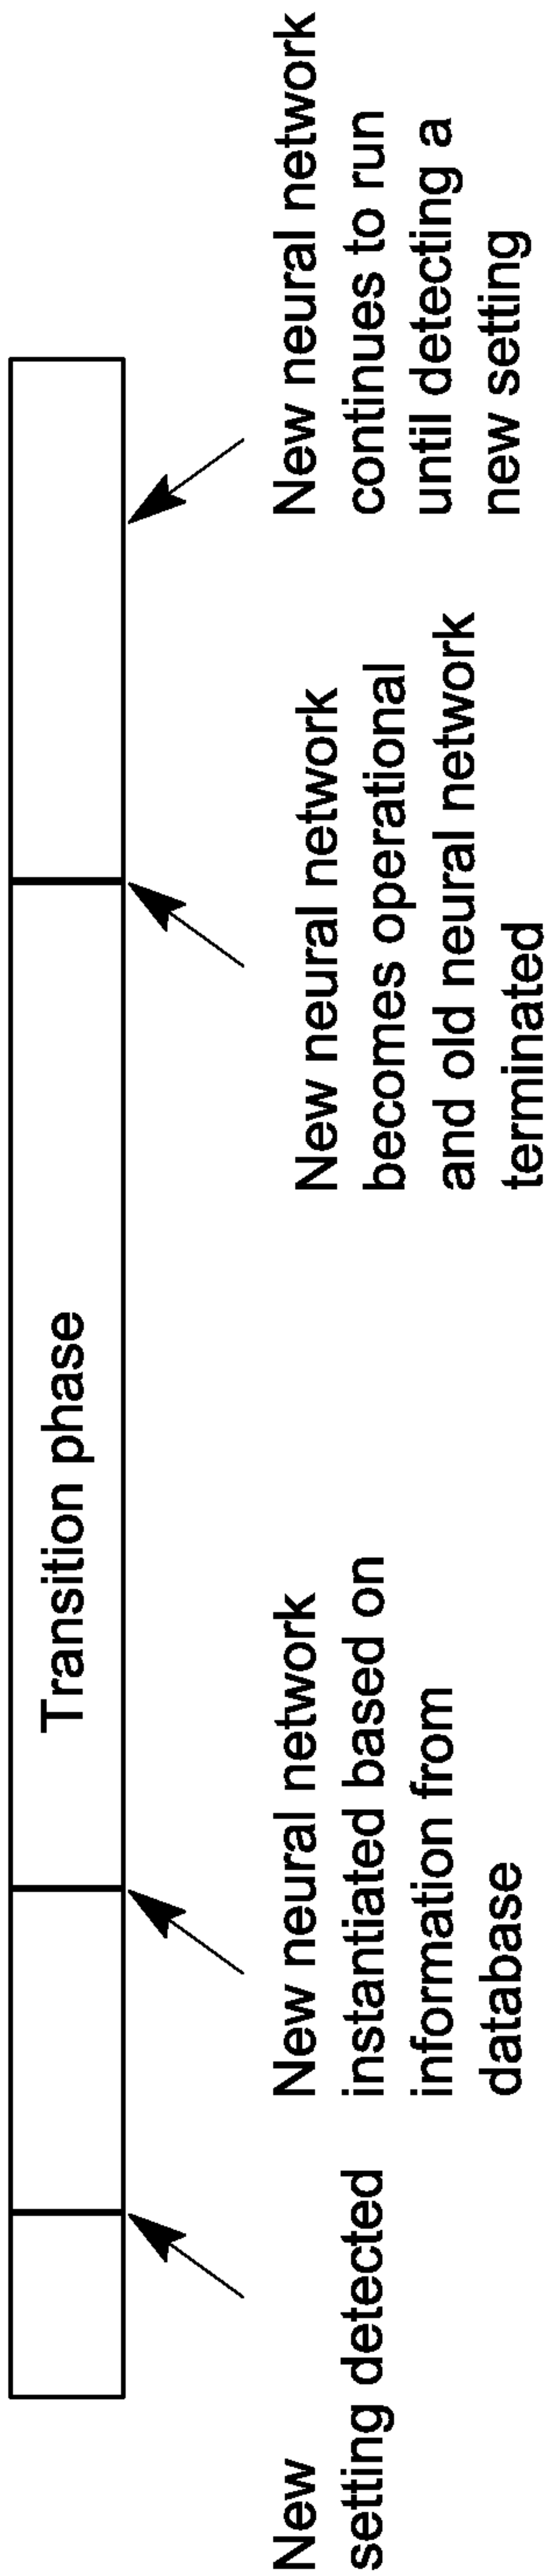 Transition phase
New
setting detected
New neural network
instantiated based on
information from
database
New neural network
becomes operational
and old neural network
terminated
New neural network
continues to run
until detecting a
new setting